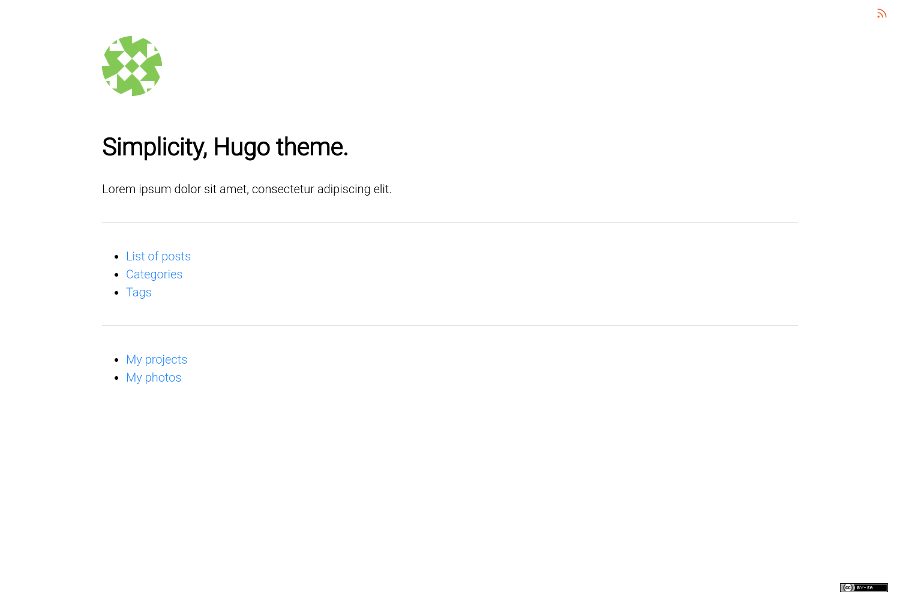 Simplicity, Hugo theme.
Lorem ipsum dolor sit amet, consectetur adipiscing elit.
List of posts
Categories
Tags
My projects
My photos